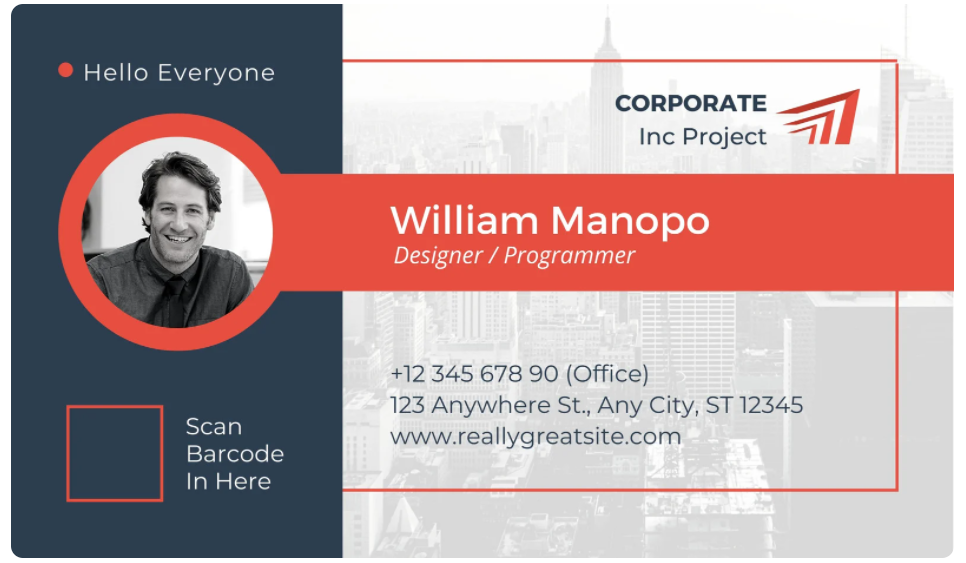 Hello Everyone
CORPORATE
Inc Project
William Manopo
Designer / Programmer
+12 345 678 90 (Office)
123 Anywhere St., Any City, ST 12345
www.reallygreatsite.com
Scan
Barcode
In Here